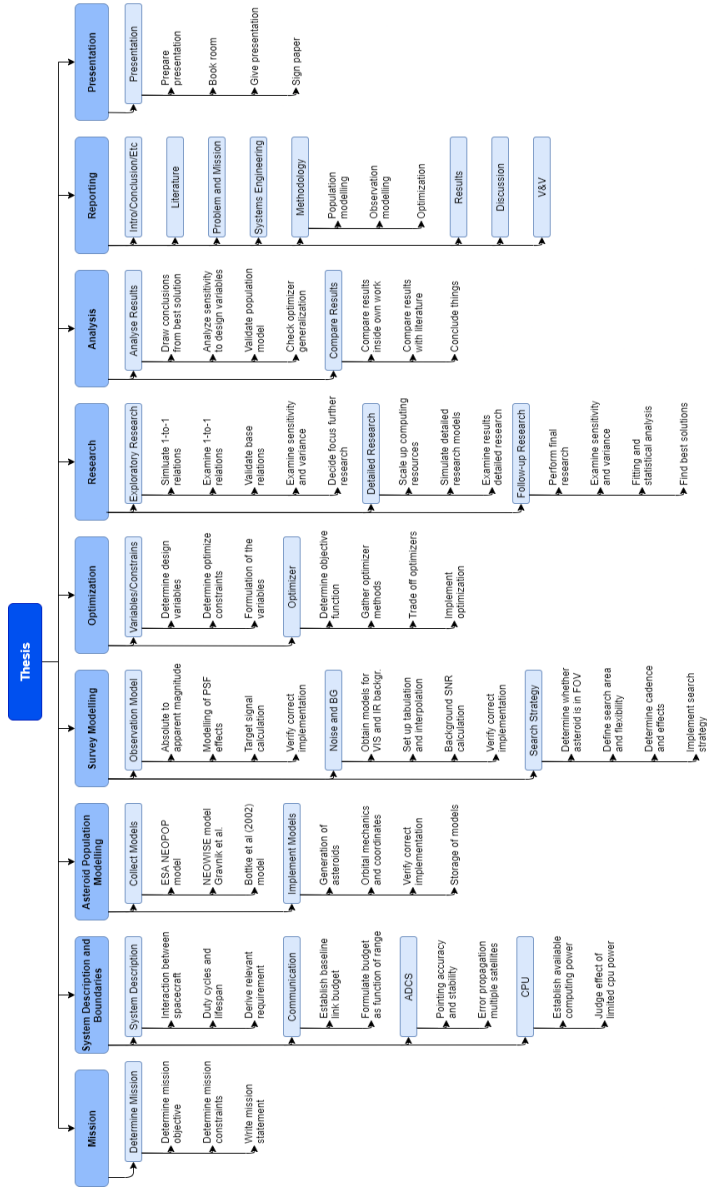 Thesis
Mission
Determine Mission
Determine mission
objective
Determine mission
constraints
Write mission
statement
System Description and
Boundaries
System Description
Interaction between
spacecraft
Duty cycles and
lifespan
Derive relevant
requirement
Communication
Establish baseline
link budget
Formulate budget
as function of range
ADCS
Pointing accuracy
and stability
Error propagation
multiple satellites
CPU
Establish available
computing power
Judge effect of
limited cpu power
Asteroid Population
Modelling
Collect Models
ESA NEOPOP
model
NEOWISE model
Gravnik et al.
Bottke et al (2002)
model
Implement Models
Generation of
asteroids
Orbital mechanics
and coordinates
Verify correct
implementation
Storage of models
Survey Modelling
Observation Model
Absolute to
apparent magnitude
Modelling of PSF
effects
Target signal
calculation
Verify correct
implementation
Noise and BG
Obtain models for
VIS and IR backgr.
Set up tabulation
and interpolation
Background SNR
calculation
Verify correct
implementation
Search Strategy
Determine whether
asteroid is in FOV
Define search area
and flexibility
Determine cadence
and effects
Implement search
strategy
Optimization
Variables/Constrains
Determine design
variables
Determine optimize
constraints
Formulation of the
variables
Optimizer
Determine objective
function
Gather optimizer
methods
Trade off optimizers
Implement
optimization
Research
Exploratory Research
Simluate 1-to-1
relations
Examine 1-to-1
relations
Validate base
relations
Examine sensitivity
and variance
Decide focus further
research
Detailed Research
Scale up computing
resources
Simulate detailed
research models
Examine results
detailed research
Follow-up Research
Perform final
research
Examine sensitivity
and variance
Fitting and
statistical analysis
Find best solutions
Analysis
Analyse Results
Draw conclusions
from best solution
Analyze sensitivity
to design variables
Validate population
model
Check optimizer
generalization
Compare Results
Compare results
inside own work
Compare results
with literature
Conclude things
Reporting
Intro/Conclusion/Etc
Literature
Problem and Mission
Systems Engineering
Methodology
Population
modelling
Observation
modelling
Optimization
Results
Discussion
V&V
Presentation
Presentation
Prepare
presentation
Book room
Give presentation
Sign paper